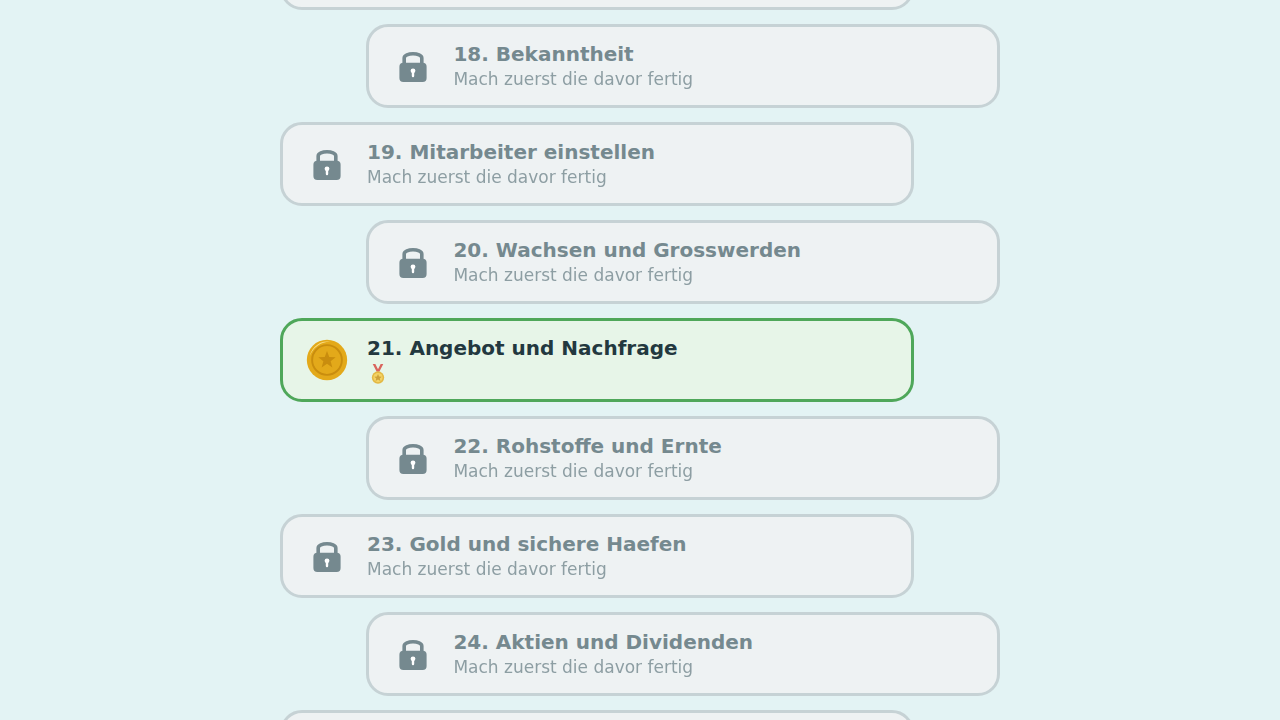 18. Bekanntheit
Mach zuerst die davor fertig
19. Mitarbeiter einstellen
Mach zuerst die davor fertig
20. Wachsen und Grosswerden
Mach zuerst die davor fertig
21. Angebot und Nachfrage
22. Rohstoffe und Ernte
Mach zuerst die davor fertig
23. Gold und sichere Haefen
Mach zuerst die davor fertig
24. Aktien und Dividenden
Mach zuerst die davor fertig